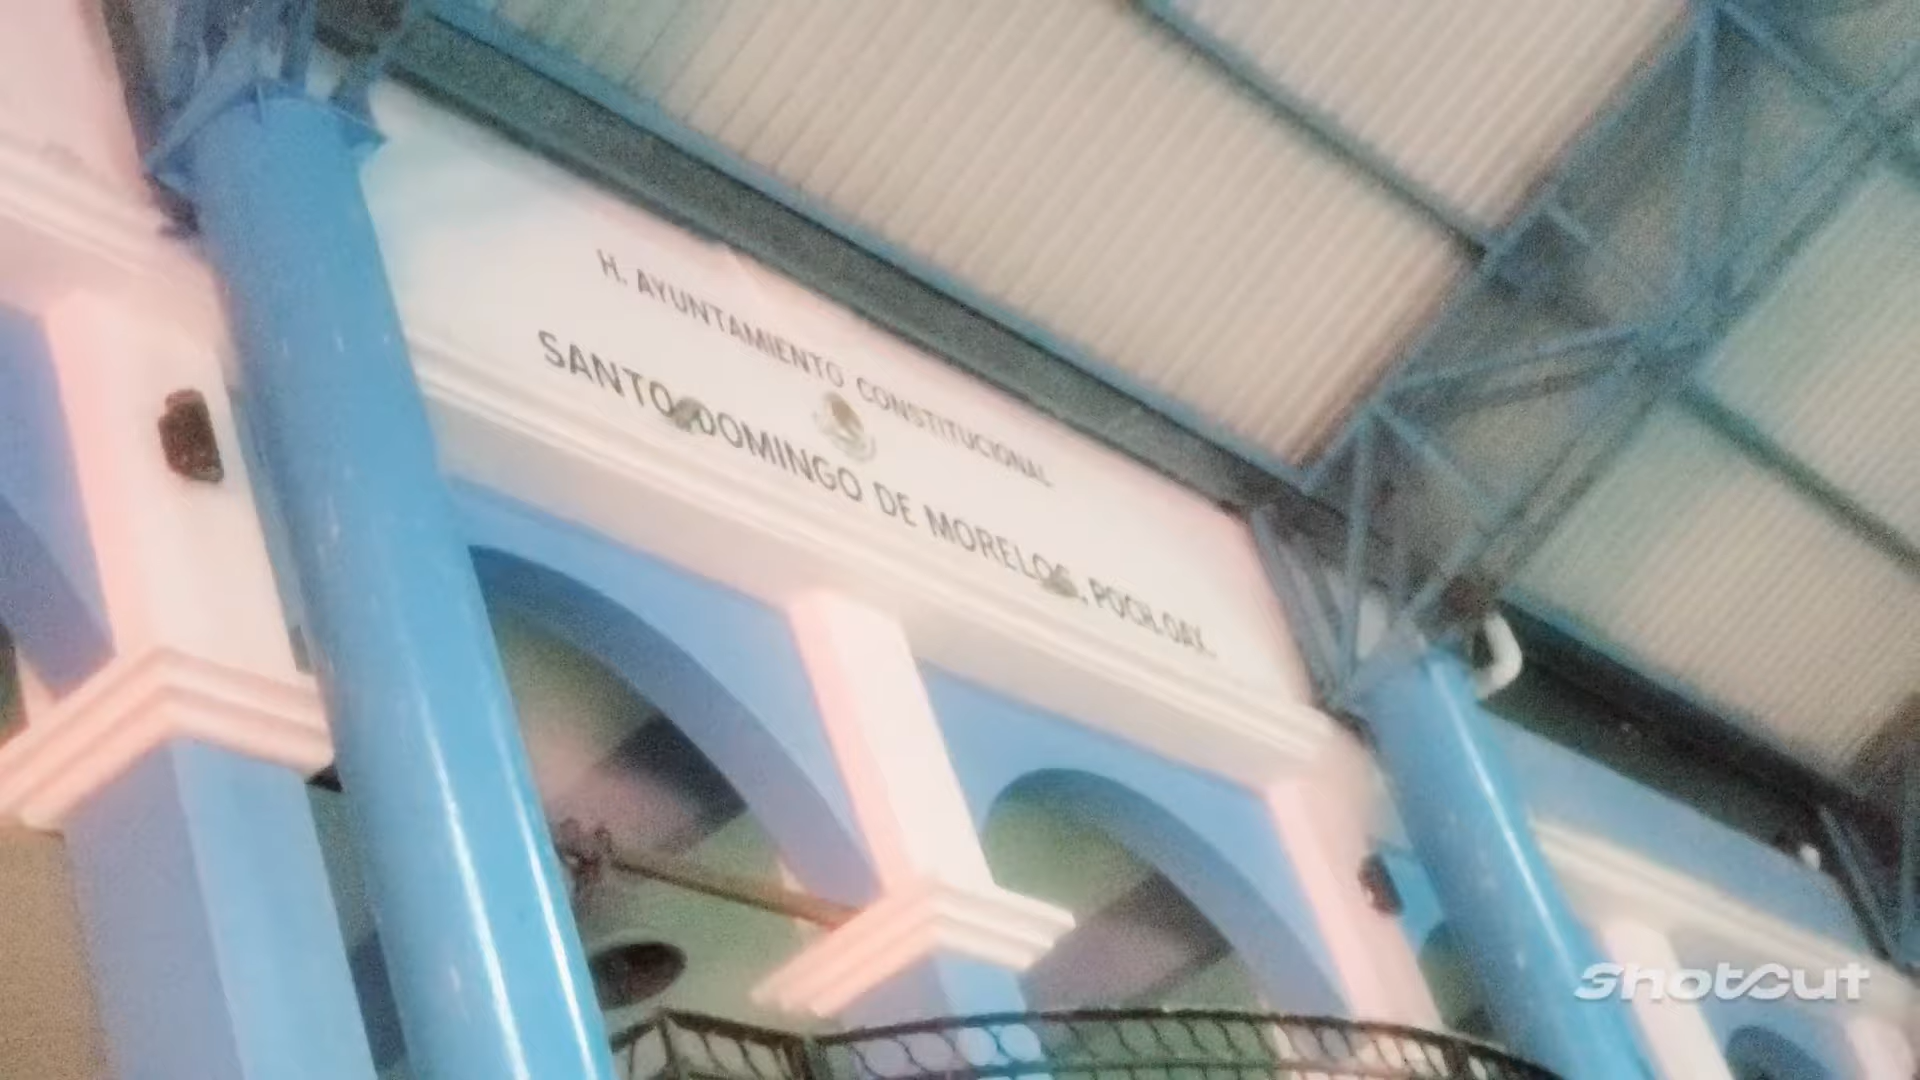 H. AYUNTAMIENTO CONSTITUCIONAL
SANTO DOMINGO DE MORELOS, POCH. OAX.
ShotCut